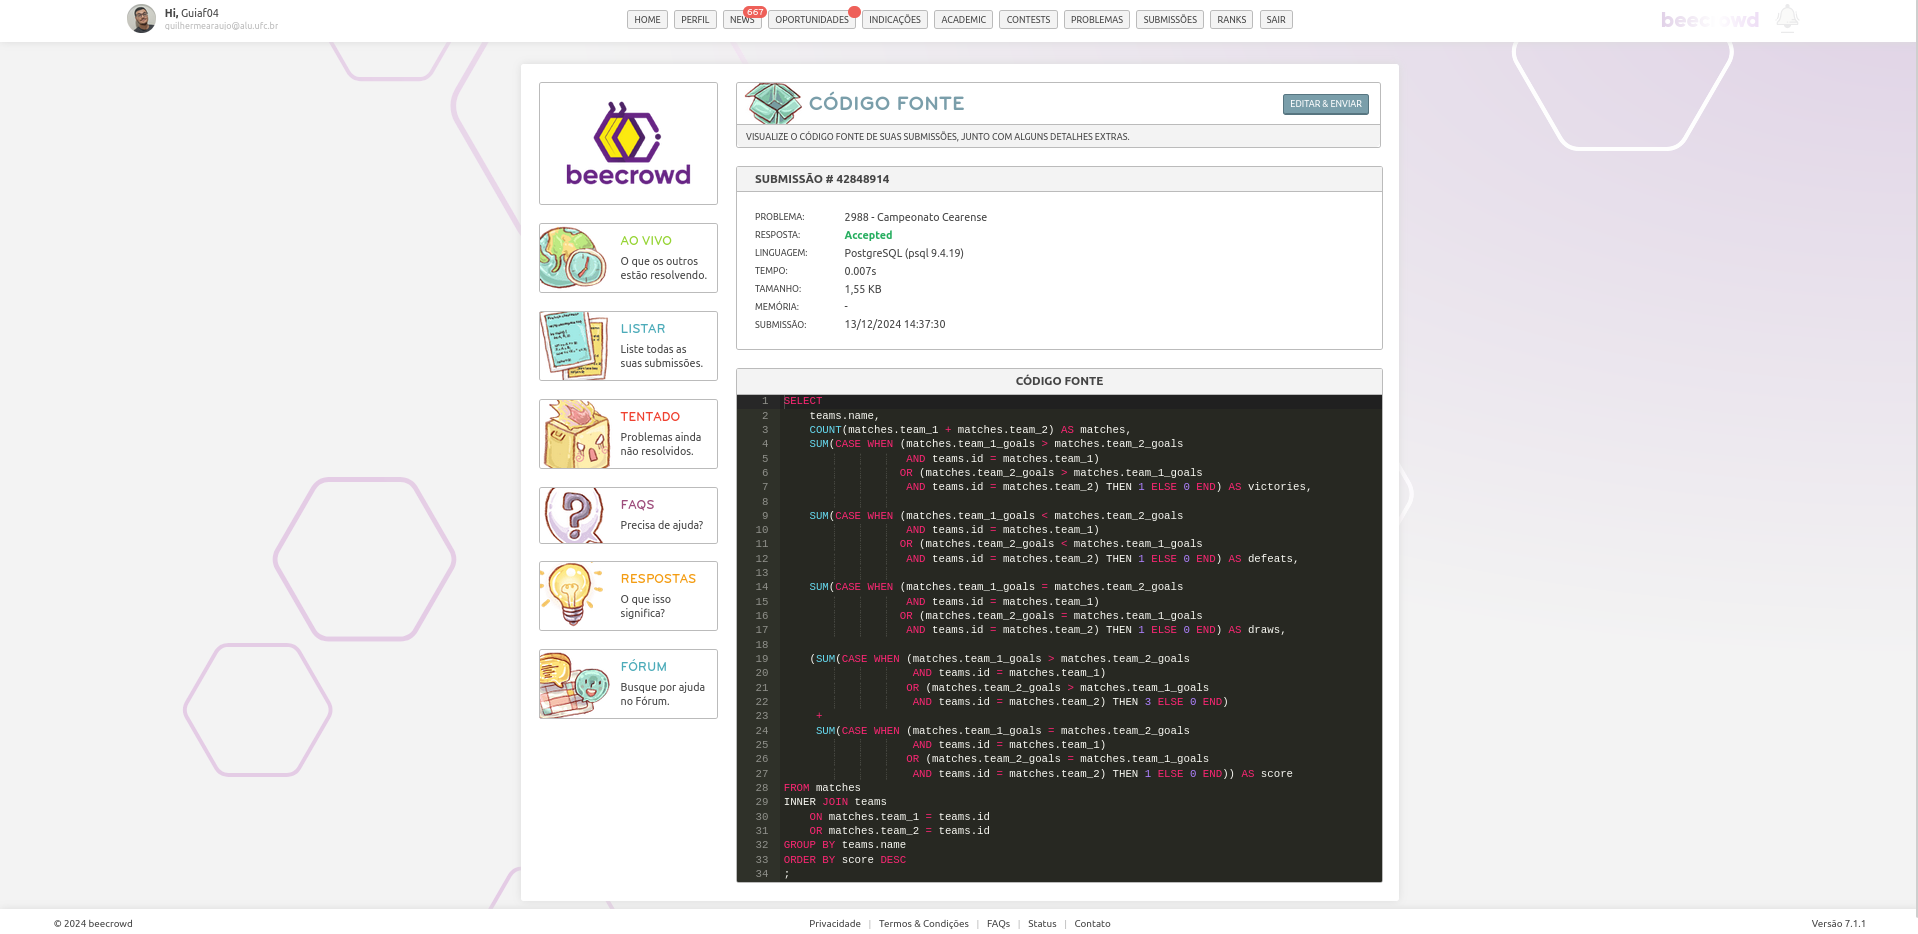 Hi, Guiaf04
guilhermearaujo@alu.ufc.br
HOME PERFIL NEWS 667 OPORTUNIDADES INDICAÇÕES ACADEMIC CONTESTS PROBLEMAS SUBMISSÕES RANKS SAIR
beecrowd
beecrowd
AO VIVO
O que os outros
estão resolvendo.
LISTAR
Liste todas as
suas submissões.
TENTADO
Problemas ainda
não resolvidos.
FAQS
Precisa de ajuda?
RESPOSTAS
O que isso
significa?
FÓRUM
Busque por ajuda
no Fórum.
CÓDIGO FONTE
EDITAR & ENVIAR
VISUALIZE O CÓDIGO FONTE DE SUAS SUBMISSÕES, JUNTO COM ALGUNS DETALHES EXTRAS.
SUBMISSÃO # 42848914
PROBLEMA: 2988 - Campeonato Cearense
RESPOSTA: Accepted
LINGUAGEM: PostgreSQL (psql 9.4.19)
TEMPO: 0.007s
TAMANHO: 1,55 KB
MEMÓRIA: -
SUBMISSÃO: 13/12/2024 14:37:30
CÓDIGO FONTE
1 SELECT
2 teams.name,
3 COUNT(matches.team_1 + matches.team_2) AS matches,
4 SUM(CASE WHEN (matches.team_1_goals > matches.team_2_goals
5 AND teams.id = matches.team_1)
6 OR (matches.team_2_goals > matches.team_1_goals
7 AND teams.id = matches.team_2) THEN 1 ELSE 0 END) AS victories,
8
9 SUM(CASE WHEN (matches.team_1_goals < matches.team_2_goals
10 AND teams.id = matches.team_1)
11 OR (matches.team_2_goals < matches.team_1_goals
12 AND teams.id = matches.team_2) THEN 1 ELSE 0 END) AS defeats,
13
14 SUM(CASE WHEN (matches.team_1_goals = matches.team_2_goals
15 AND teams.id = matches.team_1)
16 OR (matches.team_2_goals = matches.team_1_goals
17 AND teams.id = matches.team_2) THEN 1 ELSE 0 END) AS draws,
18
19 (SUM(CASE WHEN (matches.team_1_goals > matches.team_2_goals
20 AND teams.id = matches.team_1)
21 OR (matches.team_2_goals > matches.team_1_goals
22 AND teams.id = matches.team_2) THEN 3 ELSE 0 END)
23 +
24 SUM(CASE WHEN (matches.team_1_goals = matches.team_2_goals
25 AND teams.id = matches.team_1)
26 OR (matches.team_2_goals = matches.team_1_goals
27 AND teams.id = matches.team_2) THEN 1 ELSE 0 END)) AS score
28 FROM matches
29 INNER JOIN teams
30 ON matches.team_1 = teams.id
31 OR matches.team_2 = teams.id
32 GROUP BY teams.name
33 ORDER BY score DESC
34 ;
© 2024 beecrowd
Privacidade | Termos & Condições | FAQs | Status | Contato
Versão 7.1.1